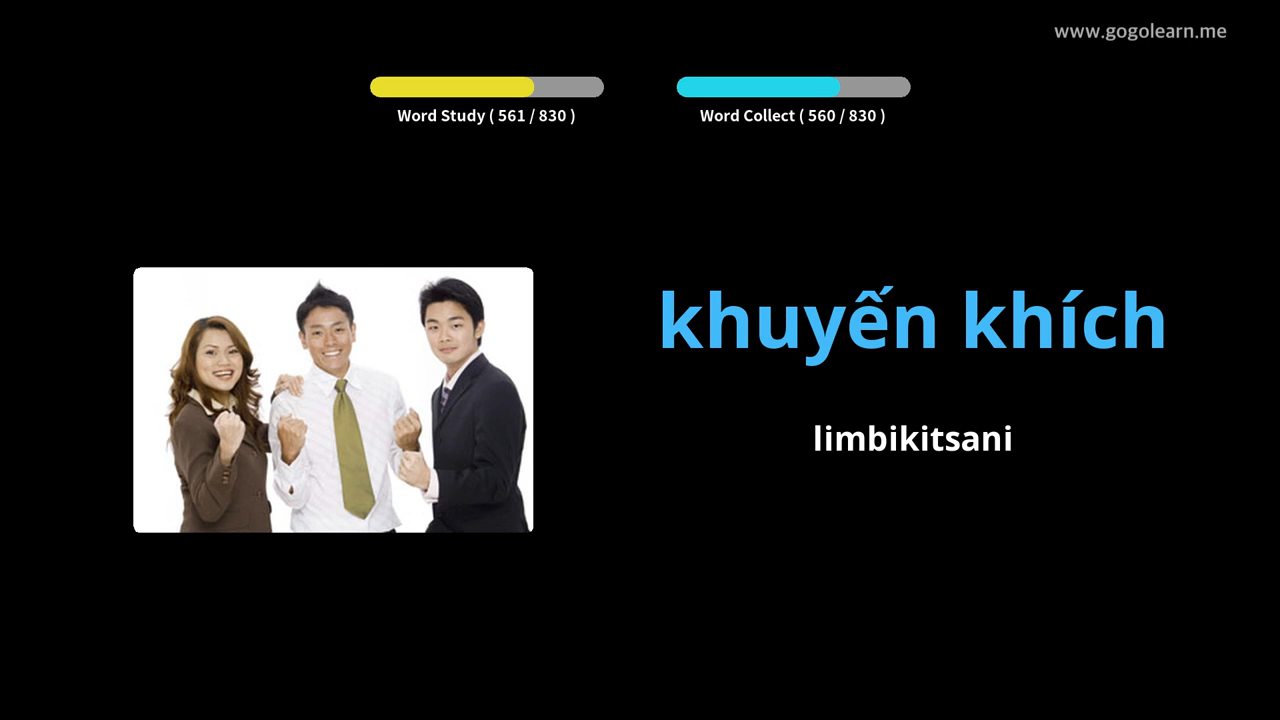 www.gogolearn.me
Word Study ( 561 / 830 )
Word Collect ( 560 / 830 )
khuyến khích
limbikitsani